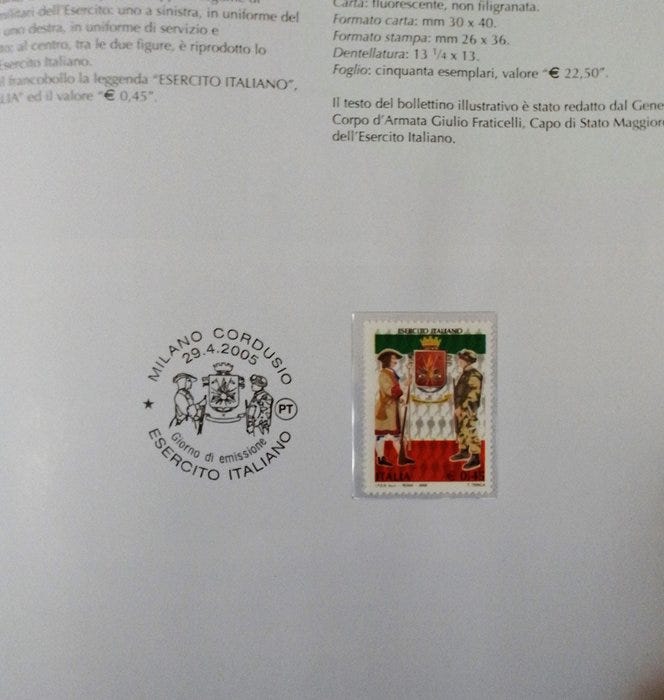 militari dell'Esercito: uno a sinistra, in uniforme del
uno destra, in uniforme di servizio e
al centro, tra le due figure, è riprodotto lo
Esercito Italiano.
francobollo la leggenda "ESERCITO ITALIANO",
ed il valore "€ 0,45".
Carta: fluorescente, non filigranata.
Formato carta: mm 30 x 40.
Formato stampa: mm 26 x 36.
Dentellatura: 13 1/4 x 13.
Foglio: cinquanta esemplari, valore "€ 22,50".
Il testo del bollettino illustrativo è stato redatto dal Gene
Corpo d'Armata Giulio Fraticelli, Capo di Stato Maggior
dell'Esercito Italiano.
MILANO CORDUSIO
29.4.2005
PT
Giorno di emissione
ESERCITO ITALIANO
ESERCITO ITALIANO
ITALIA € 0,45
ROMA